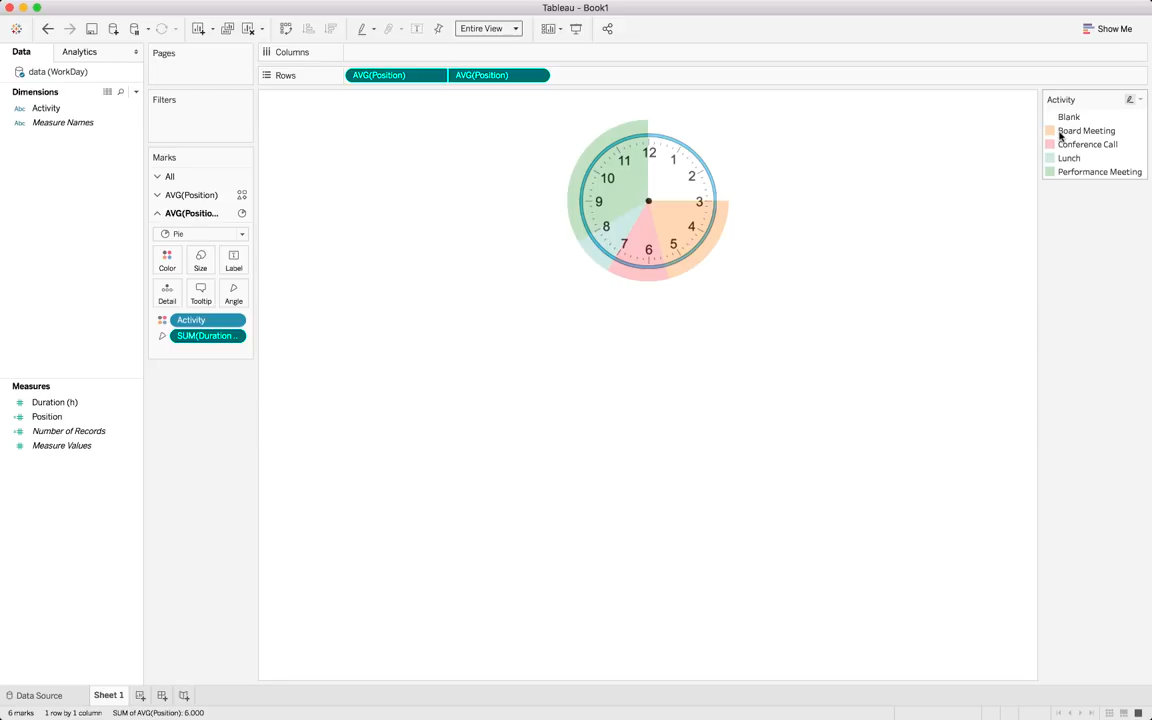 Tableau - Book1
Entire View
Show Me
Data
Analytics
data (WorkDay)
Dimensions
Abc Activity
Abc Measure Names
Measures
Duration (h)
Position
Number of Records
Measure Values
Pages
Filters
Marks
All
AVG(Position)
AVG(Positio...
Pie
Color
Size
Label
Detail
Tooltip
Angle
Activity
SUM(Duration ..
Columns
Rows
AVG(Position)
AVG(Position)
12
1
2
3
4
5
6
7
8
9
10
11
Activity
Blank
Board Meeting
Conference Call
Lunch
Performance Meeting
Data Source
Sheet 1
6 marks
1 row by 1 column
SUM of AVG(Position): 6.000